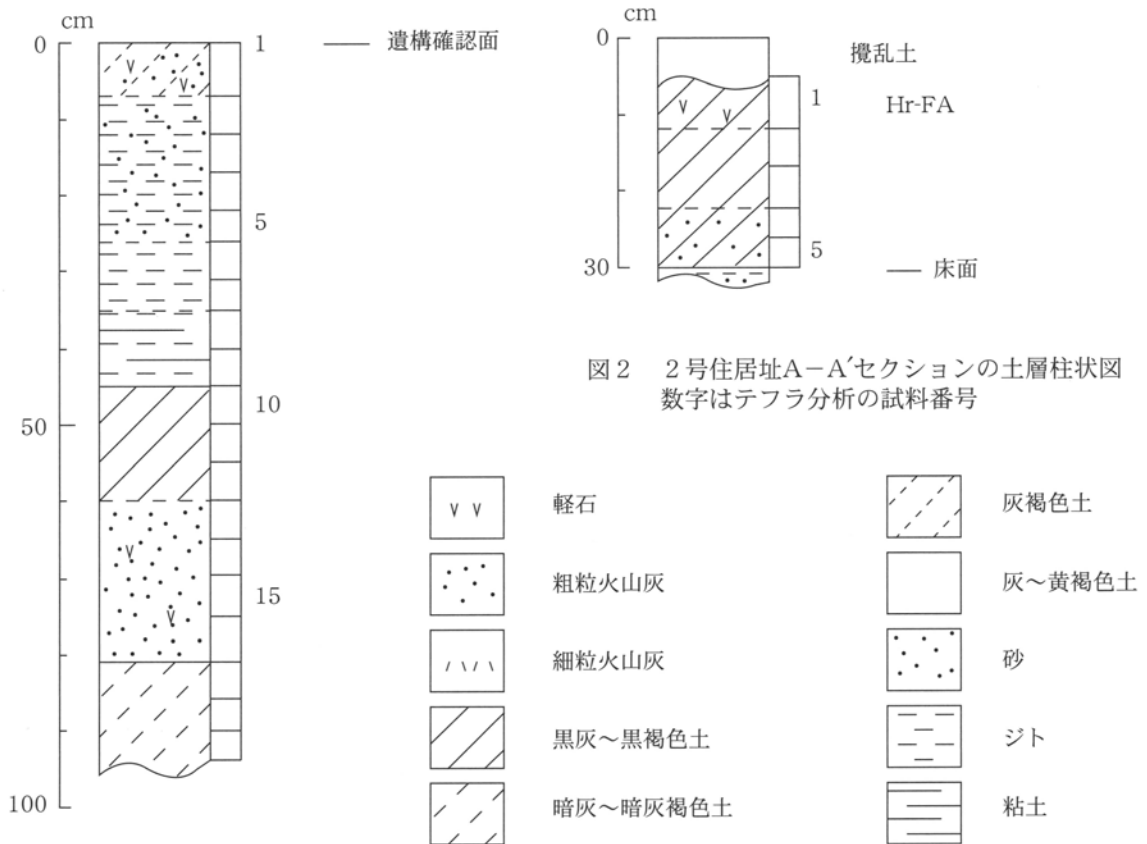 cm
0
50
100
1
5
10
15
遺構確認面
cm
0
30
1
5
攪乱土
Hr-FA
床面
図2 2号住居址A−A′セクションの土層柱状図
数字はテフラ分析の試料番号
軽石
粗粒火山灰
細粒火山灰
黒灰〜黒褐色土
暗灰〜暗灰褐色土
灰褐色土
灰〜黄褐色土
砂
ジト
粘土